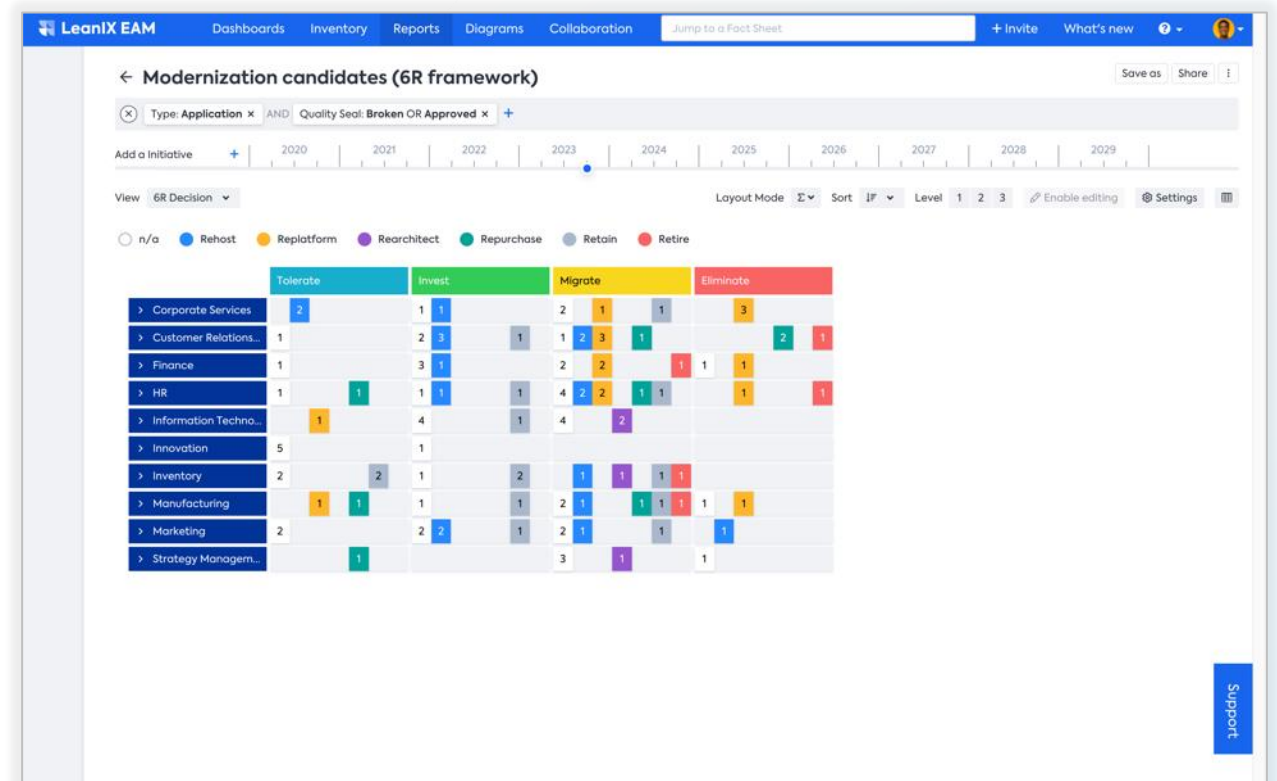 LeanIX EAM Dashboards Inventory Reports Diagrams Collaboration Jump to a Fact Sheet + Invite What's new ?
← Modernization candidates (6R framework) Save as Share
Type: Application × AND Quality Seal: Broken OR Approved × +
Add a Initiative + 2020 2021 2022 2023 2024 2025 2026 2027 2028 2029
View 6R Decision Layout Mode Σ Sort Level 1 2 3 Enable editing Settings
n/a Rehost Replatform Rearchitect Repurchase Retain Retire
Tolerate Invest Migrate Eliminate
> Corporate Services 2 1 1 2 1 1 3
> Customer Relations... 1 2 3 1 1 2 3 1 2 1
> Finance 1 3 1 2 2 1 1 1
> HR 1 1 1 1 1 4 2 2 1 1 1 1
> Information Techno... 1 4 1 4 2
> Innovation 5 1
> Inventory 2 2 1 2 1 1 1 1
> Manufacturing 1 1 1 1 2 1 1 1 1 1 1
> Marketing 2 2 2 1 2 1 1 1
> Strategy Managem... 1 3 1 1
Support